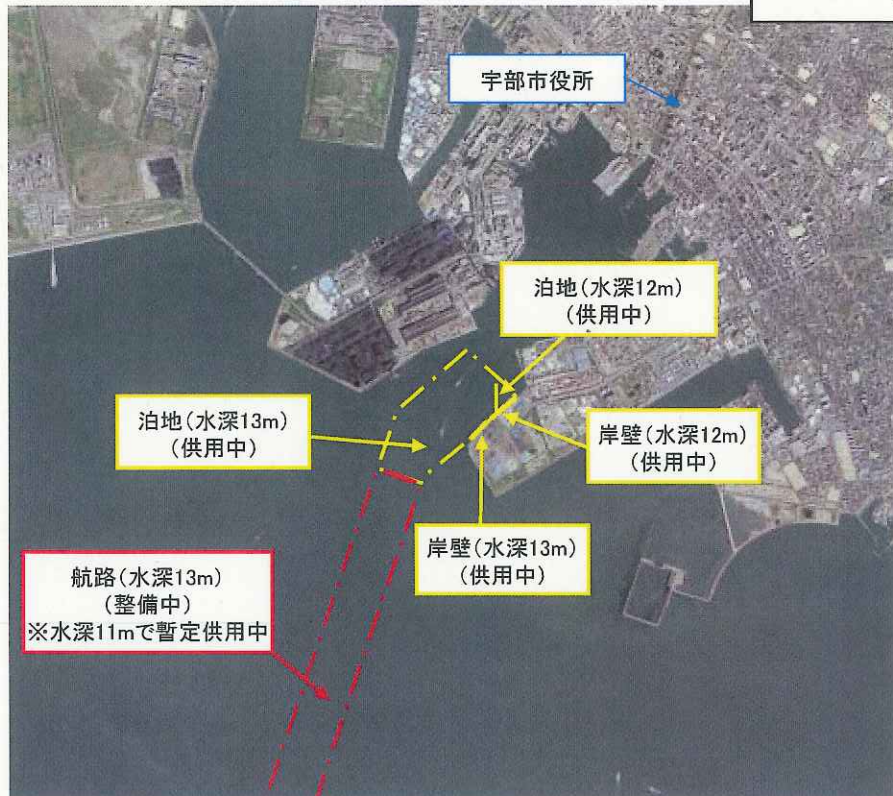 宇部市役所
泊地(水深12m)
(供用中)
泊地(水深13m)
(供用中)
岸壁(水深12m)
(供用中)
岸壁(水深13m)
(供用中)
航路(水深13m)
(整備中)
※水深11mで暫定供用中